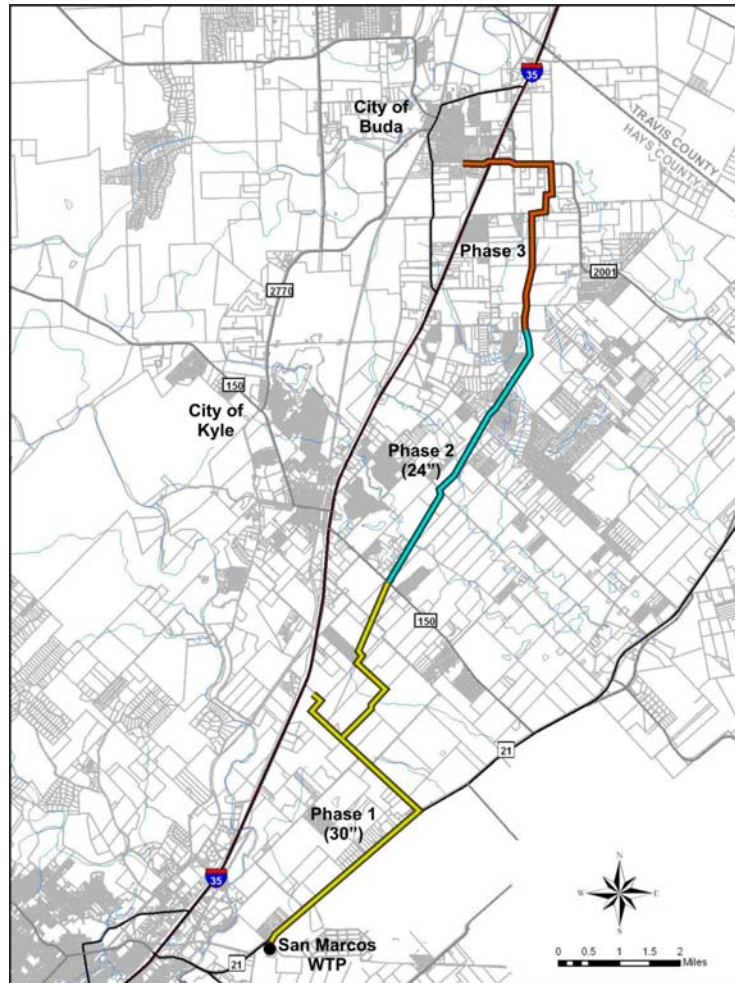 35
City of
Buda
TRAVIS COUNTY
HAYS COUNTY
Phase 3
2001
2770
150
City of
Kyle
Phase 2
(24”)
150
21
Phase 1
(30”)
35
N
W
E
S
San Marcos
WTP
21
0 0.5 1 1.5 2
Miles